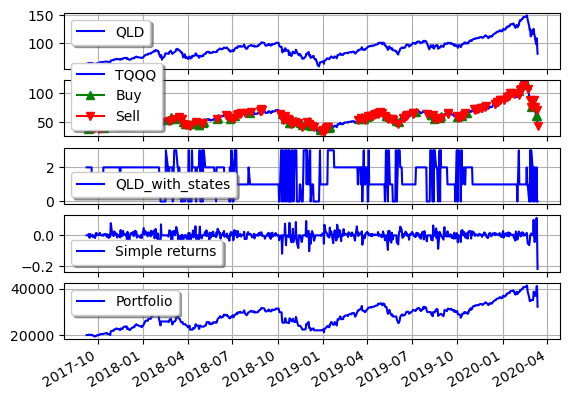 150
QLD
100
TQQQ
100
Buy
50
Sell
2
QLD_with_states
0
0.0
Simple returns
−0.2
40000
Portfolio
20000
2017-10 2018-01 2018-04 2018-07 2018-10 2019-01 2019-04 2019-07 2019-10 2020-01 2020-04